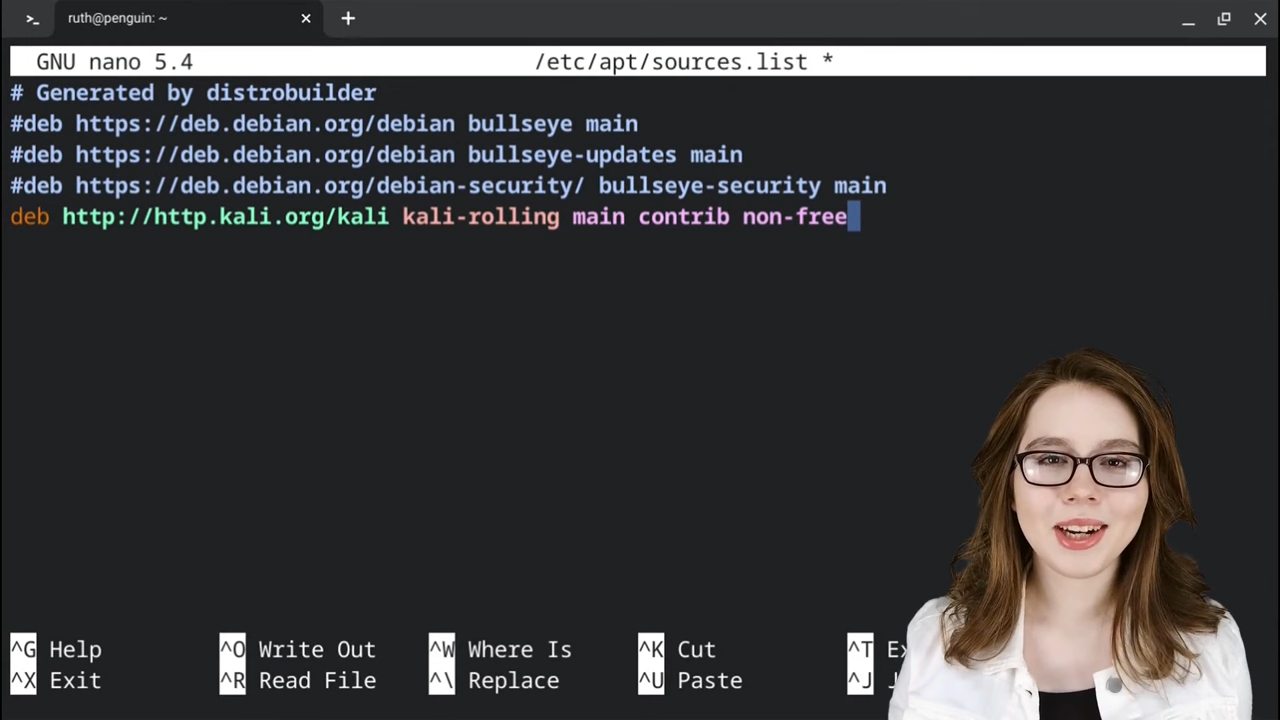 ruth@penguin: ~
GNU nano 5.4 /etc/apt/sources.list *
# Generated by distrobuilder
#deb https://deb.debian.org/debian bullseye main
#deb https://deb.debian.org/debian bullseye-updates main
#deb https://deb.debian.org/debian-security/ bullseye-security main
deb http://http.kali.org/kali kali-rolling main contrib non-free
^G Help ^O Write Out ^W Where Is ^K Cut ^T
^X Exit ^R Read File ^\ Replace ^U Paste ^J